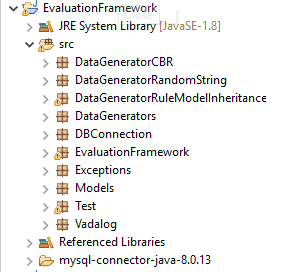 EvaluationFramework
JRE System Library [JavaSE-1.8]
src
DataGeneratorCBR
DataGeneratorRandomString
DataGeneratorRuleModelInheritance
DataGenerators
DBConnection
EvaluationFramework
Exceptions
Models
Test
Vadalog
Referenced Libraries
mysql-connector-java-8.0.13